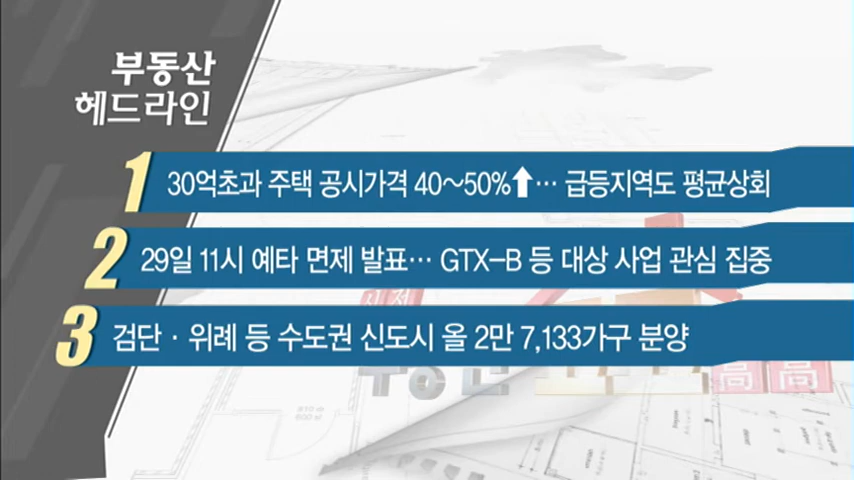 부동산
헤드라인
1 30억초과 주택 공시가격 40~50%⬆… 급등지역도 평균상회
2 29일 11시 예타 면제 발표… GTX-B 등 대상 사업 관심 집중
3 검단·위례 등 수도권 신도시 올 2만 7,133가구 분양
高高